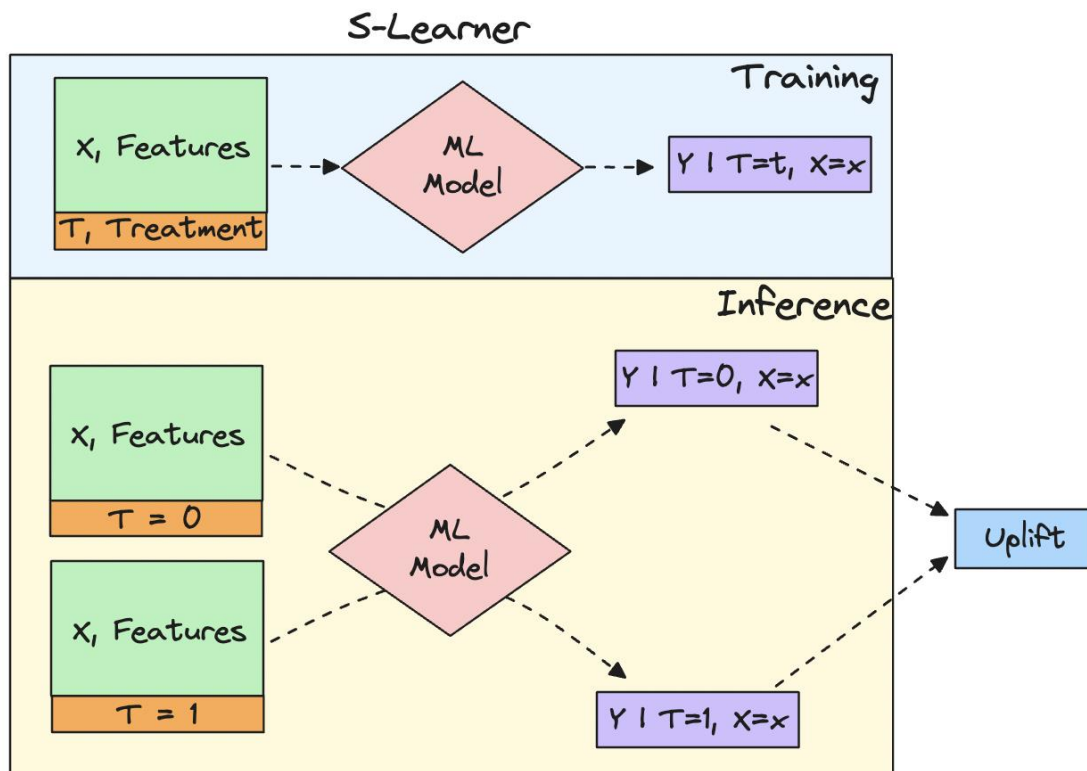 S-Learner
Training
X, Features
T, Treatment
ML
Model
Y | T=t, X=x
Inference
X, Features
T = 0
X, Features
T = 1
ML
Model
Y | T=0, X=x
Y | T=1, X=x
Uplift